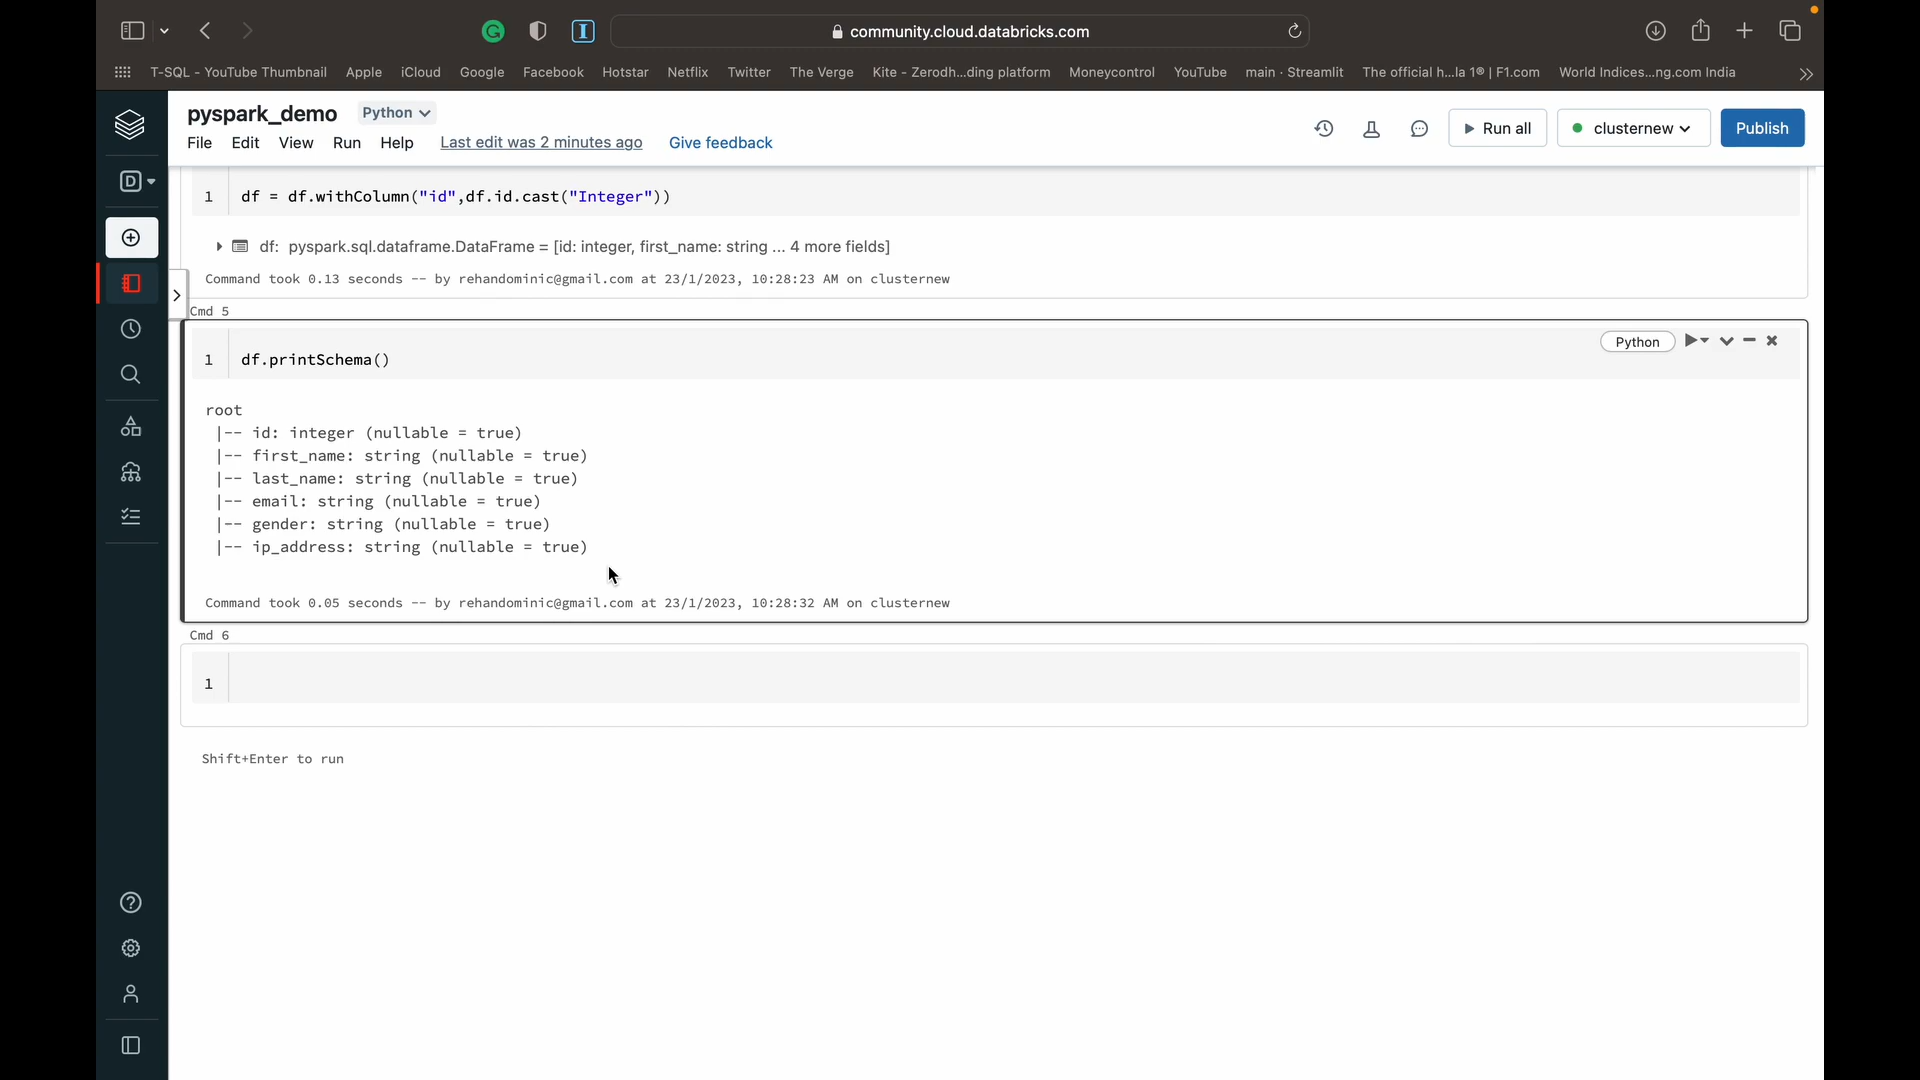 community.cloud.databricks.com
T-SQL - YouTube Thumbnail Apple iCloud Google Facebook Hotstar Netflix Twitter The Verge Kite - Zerodh...ding platform Moneycontrol YouTube main · Streamlit The official h...la 1® | F1.com World Indices...ng.com India
pyspark_demo Python
File Edit View Run Help Last edit was 2 minutes ago Give feedback
Run all clusternew Publish
D
1 df = df.withColumn("id",df.id.cast("Integer"))
df: pyspark.sql.dataframe.DataFrame = [id: integer, first_name: string ... 4 more fields]
Command took 0.13 seconds -- by rehandominic@gmail.com at 23/1/2023, 10:28:23 AM on clusternew
Cmd 5
Python
1 df.printSchema()
root
|-- id: integer (nullable = true)
|-- first_name: string (nullable = true)
|-- last_name: string (nullable = true)
|-- email: string (nullable = true)
|-- gender: string (nullable = true)
|-- ip_address: string (nullable = true)
Command took 0.05 seconds -- by rehandominic@gmail.com at 23/1/2023, 10:28:32 AM on clusternew
Cmd 6
1
Shift+Enter to run